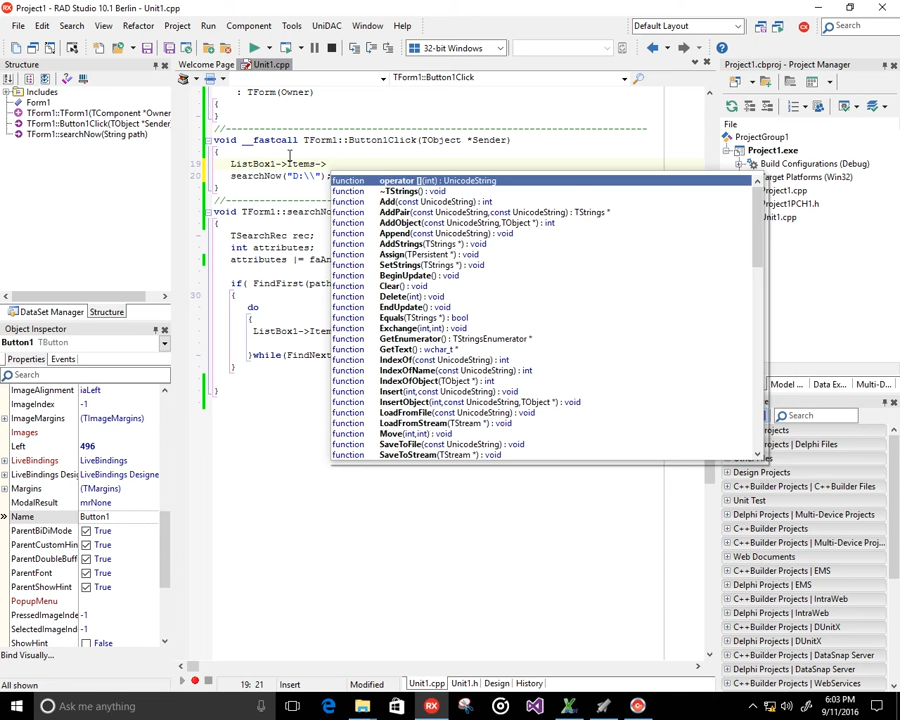 Unit1.cpp - Project1 - RAD Studio 10.1 Berlin - Unit1.cpp
File Edit Search View Refactor Project Run Component Tools UniDAC Window Help
Default Layout
Search
32-bit Windows
Structure
Includes
Form1
TForm1::TForm1(TComponent *Owner
TForm1::Button1Click(TObject *Sender)
TForm1::searchNow(String path)
DataSet Manager Structure
Object Inspector
Button1 TButton
Properties Events
Search
ImageAlignment iaLeft
ImageIndex -1
ImageMargins (TImageMargins)
Images
Left 496
LiveBindings LiveBindings
LiveBindings Designe LiveBindings Designe
Margins (TMargins)
ModalResult mrNone
Name Button1
ParentBiDiMode True
ParentCustomHin True
ParentDoubleBuff True
ParentFont True
ParentShowHint True
PopupMenu
PressedImageInd -1
SelectedImageInd -1
ShowHint False
Bind Visually...
All shown
Welcome Page Unit1.cpp
TForm1::Button1Click
: TForm(Owner)
{
}
//-----------------------------------------------------------
void __fastcall TForm1::Button1Click(TObject *Sender)
{
19 ListBox1->Items->
20 searchNow("D:\\");
}
void TForm1::searchNo
{
TSearchRec rec;
int attributes;
attributes |= faAn
if( FindFirst(path
30 {
do
{
ListBox1->Item
}while(FindNext
}
}
function operator [](int) : UnicodeString
function ~TStrings() : void
function Add(const UnicodeString) : int
function AddPair(const UnicodeString,const UnicodeString) : TStrings *
function AddObject(const UnicodeString,TObject *) : int
function Append(const UnicodeString) : void
function AddStrings(TStrings *) : void
function Assign(TPersistent *) : void
function SetStrings(TStrings *) : void
function BeginUpdate() : void
function Clear() : void
function Delete(int) : void
function EndUpdate() : void
function Equals(TStrings *) : bool
function Exchange(int,int) : void
function GetEnumerator() : TStringsEnumerator *
function GetText() : wchar_t *
function IndexOf(const UnicodeString) : int
function IndexOfName(const UnicodeString) : int
function IndexOfObject(TObject *) : int
function Insert(int,const UnicodeString) : void
function InsertObject(int,const UnicodeString,TObject *) : void
function LoadFromFile(const UnicodeString) : void
function LoadFromStream(TStream *) : void
function Move(int,int) : void
function SaveToFile(const UnicodeString) : void
function SaveToStream(TStream *) : void
19: 21 Insert Modified Unit1.cpp Unit1.h Design History
Project1.cbproj - Project Manager
File
ProjectGroup1
Project1.exe
Build Configurations (Debug)
Target Platforms (Win32)
Project1.cpp
Project1PCH1.h
Unit1.cpp
Model ... Data Ex... Multi-D...
Search
Delphi Projects | Delphi Files
Other Files
Design Projects
C++Builder Projects | C++Builder Files
Unit Test
Delphi Projects | Multi-Device Projects
C++Builder Projects
C++Builder Projects | Multi-Device Proj...
Web Documents
C++Builder Projects | EMS
Delphi Projects | EMS
C++Builder Projects | IntraWeb
Delphi Projects | IntraWeb
Delphi Projects | DUnitX
C++Builder Projects | DUnitX
C++Builder Projects | DataSnap Server
Delphi Projects | DataSnap Server
C++Builder Projects | WebServices
Ask me anything
6:03 PM
9/11/2016